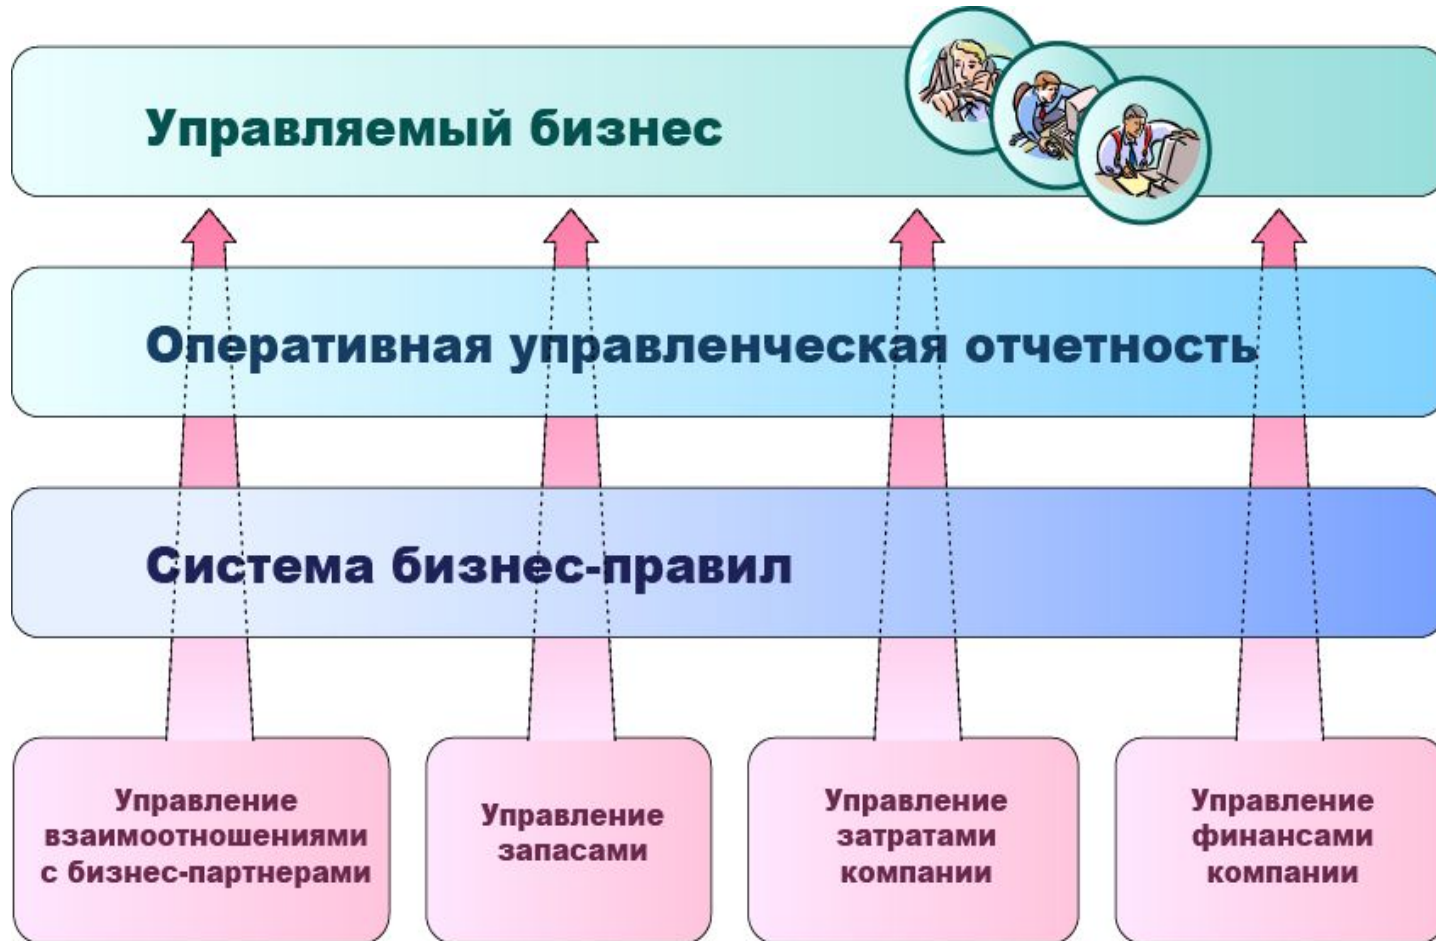 Управляемый бизнес
Оперативная управленческая отчетность
Система бизнес-правил
Управление
взаимоотношениями
с бизнес-партнерами
Управление
запасами
Управление
затратами
компании
Управление
финансами
компании